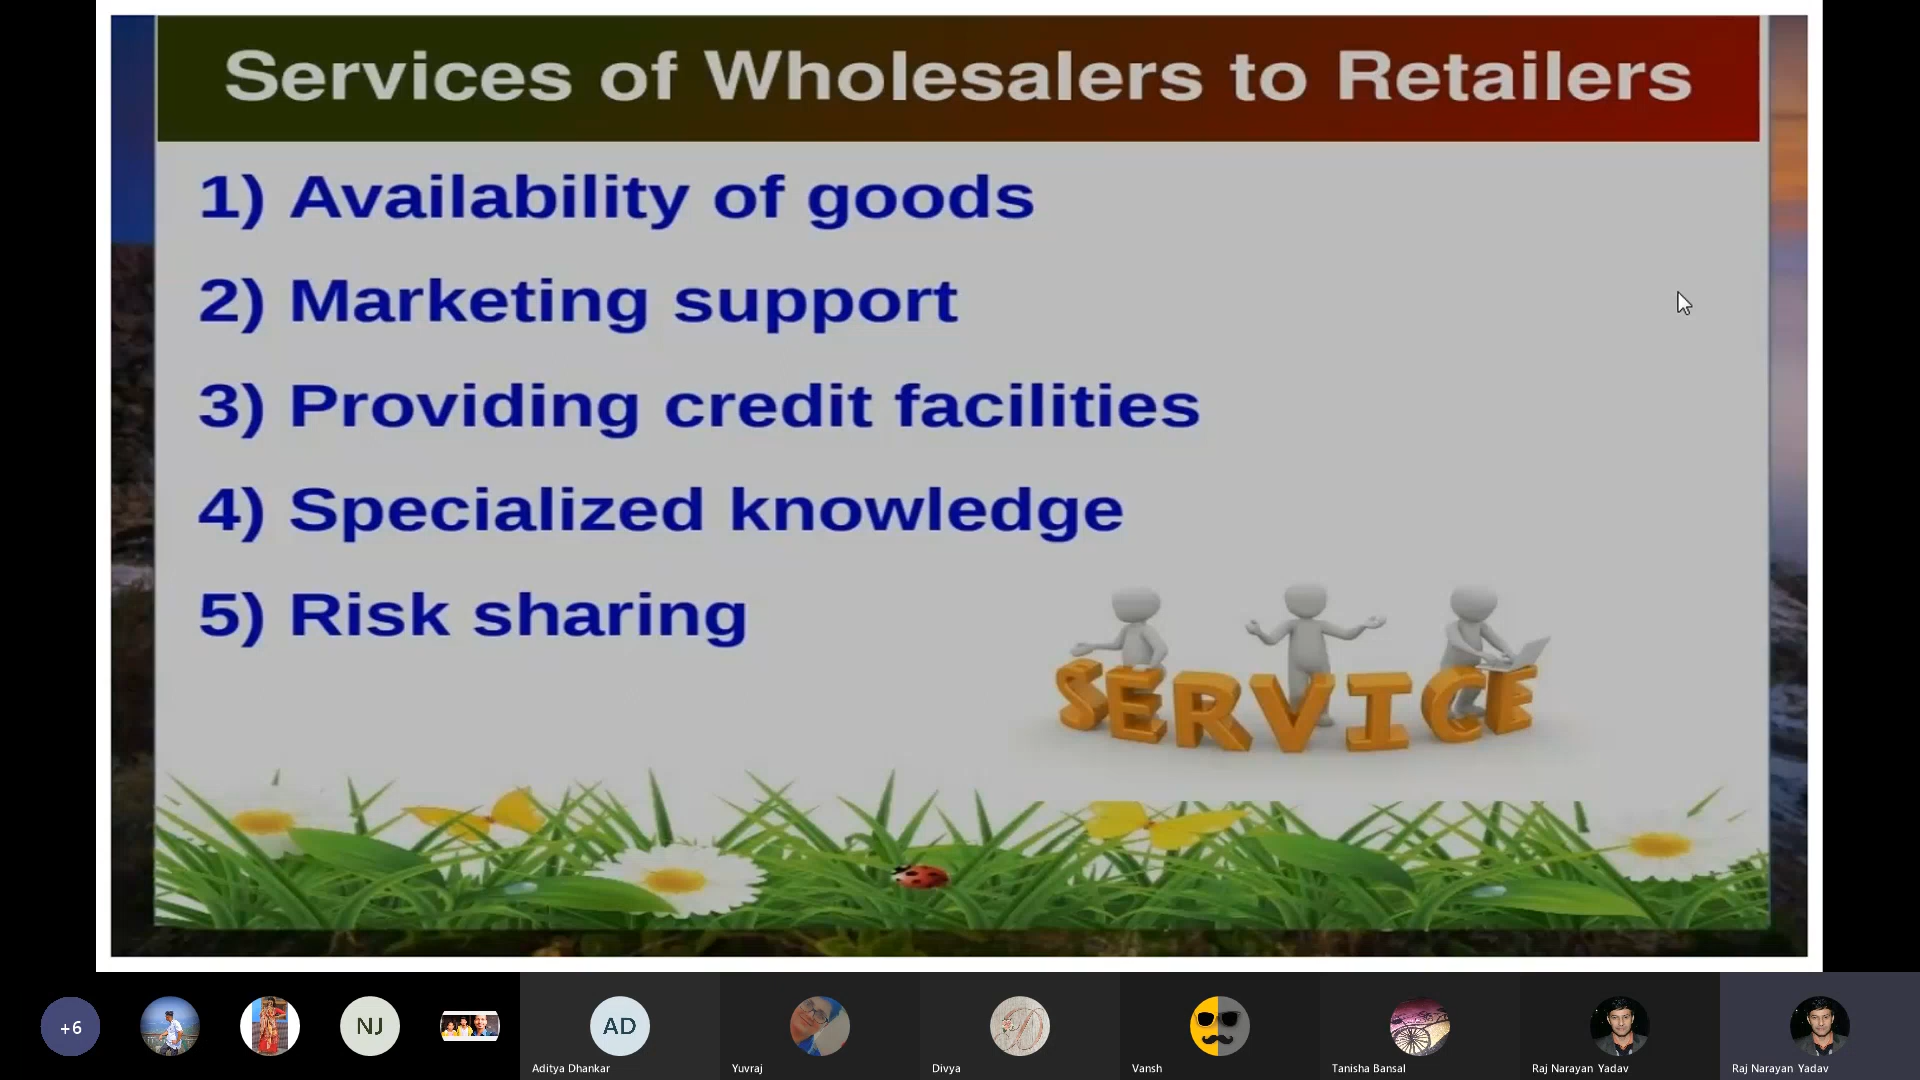 Services of Wholesalers to Retailers
1) Availability of goods
2) Marketing support
3) Providing credit facilities
4) Specialized knowledge
5) Risk sharing
SERVICE
+6
NJ
AD
Aditya Dhankar
Yuvraj
Divya
Vansh
Tanisha Bansal
Raj Narayan Yadav
Raj Narayan Yadav